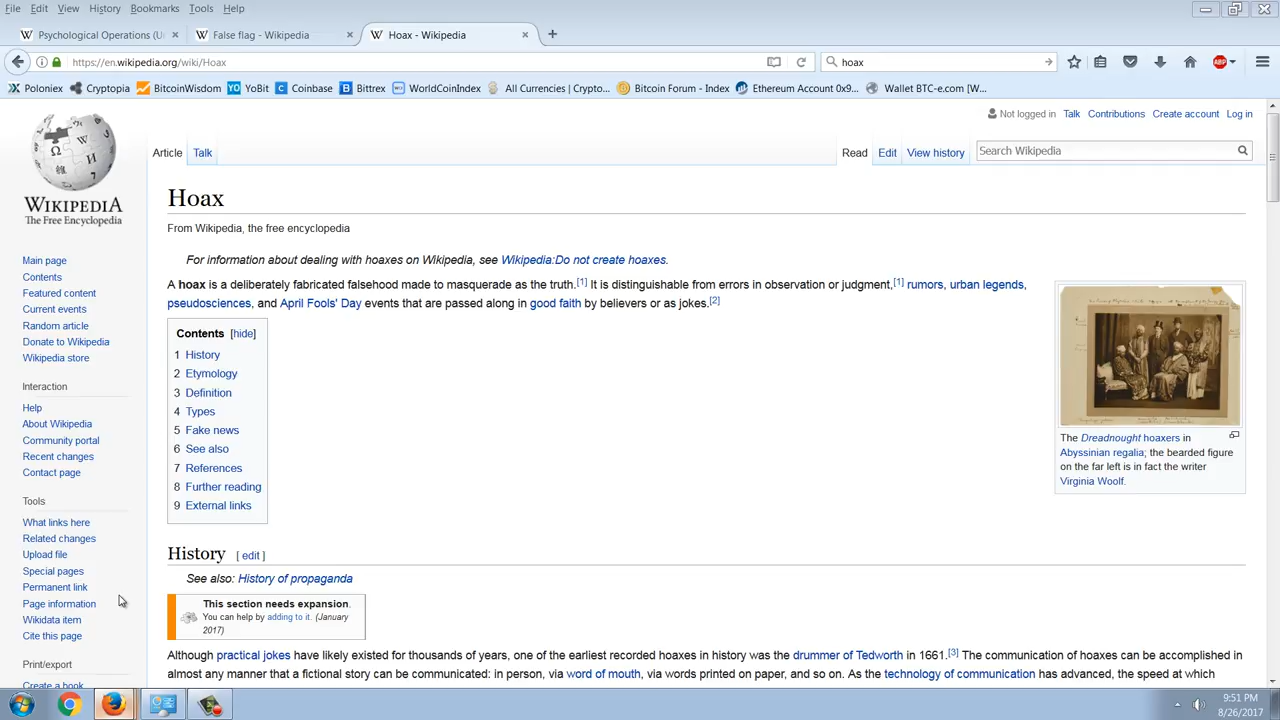 File Edit View History Bookmarks Tools Help
Psychological Operations (U × False flag - Wikipedia × Hoax - Wikipedia ×
https://en.wikipedia.org/wiki/Hoax hoax
Poloniex Cryptopia BitcoinWisdom YoBit Coinbase Bittrex WorldCoinIndex All Currencies | Crypto... Bitcoin Forum - Index Ethereum Account 0x9... Wallet BTC-e.com [W...
Not logged in Talk Contributions Create account Log in
Article Talk Read Edit View history Search Wikipedia
WIKIPEDIA
The Free Encyclopedia
Main page
Contents
Featured content
Current events
Random article
Donate to Wikipedia
Wikipedia store
Interaction
Help
About Wikipedia
Community portal
Recent changes
Contact page
Tools
What links here
Related changes
Upload file
Special pages
Permanent link
Page information
Wikidata item
Cite this page
Print/export
Create a book
Hoax
From Wikipedia, the free encyclopedia
For information about dealing with hoaxes on Wikipedia, see Wikipedia:Do not create hoaxes.
A hoax is a deliberately fabricated falsehood made to masquerade as the truth.[1] It is distinguishable from errors in observation or judgment,[1] rumors, urban legends,
pseudosciences, and April Fools' Day events that are passed along in good faith by believers or as jokes.[2]
Contents [hide]
1 History
2 Etymology
3 Definition
4 Types
5 Fake news
6 See also
7 References
8 Further reading
9 External links
The Dreadnought hoaxers in
Abyssinian regalia; the bearded figure
on the far left is in fact the writer
Virginia Woolf.
History [ edit ]
See also: History of propaganda
This section needs expansion.
You can help by adding to it. (January
2017)
Although practical jokes have likely existed for thousands of years, one of the earliest recorded hoaxes in history was the drummer of Tedworth in 1661.[3] The communication of hoaxes can be accomplished in
almost any manner that a fictional story can be communicated: in person, via word of mouth, via words printed on paper, and so on. As the technology of communication has advanced, the speed at which
9:51 PM
8/26/2017